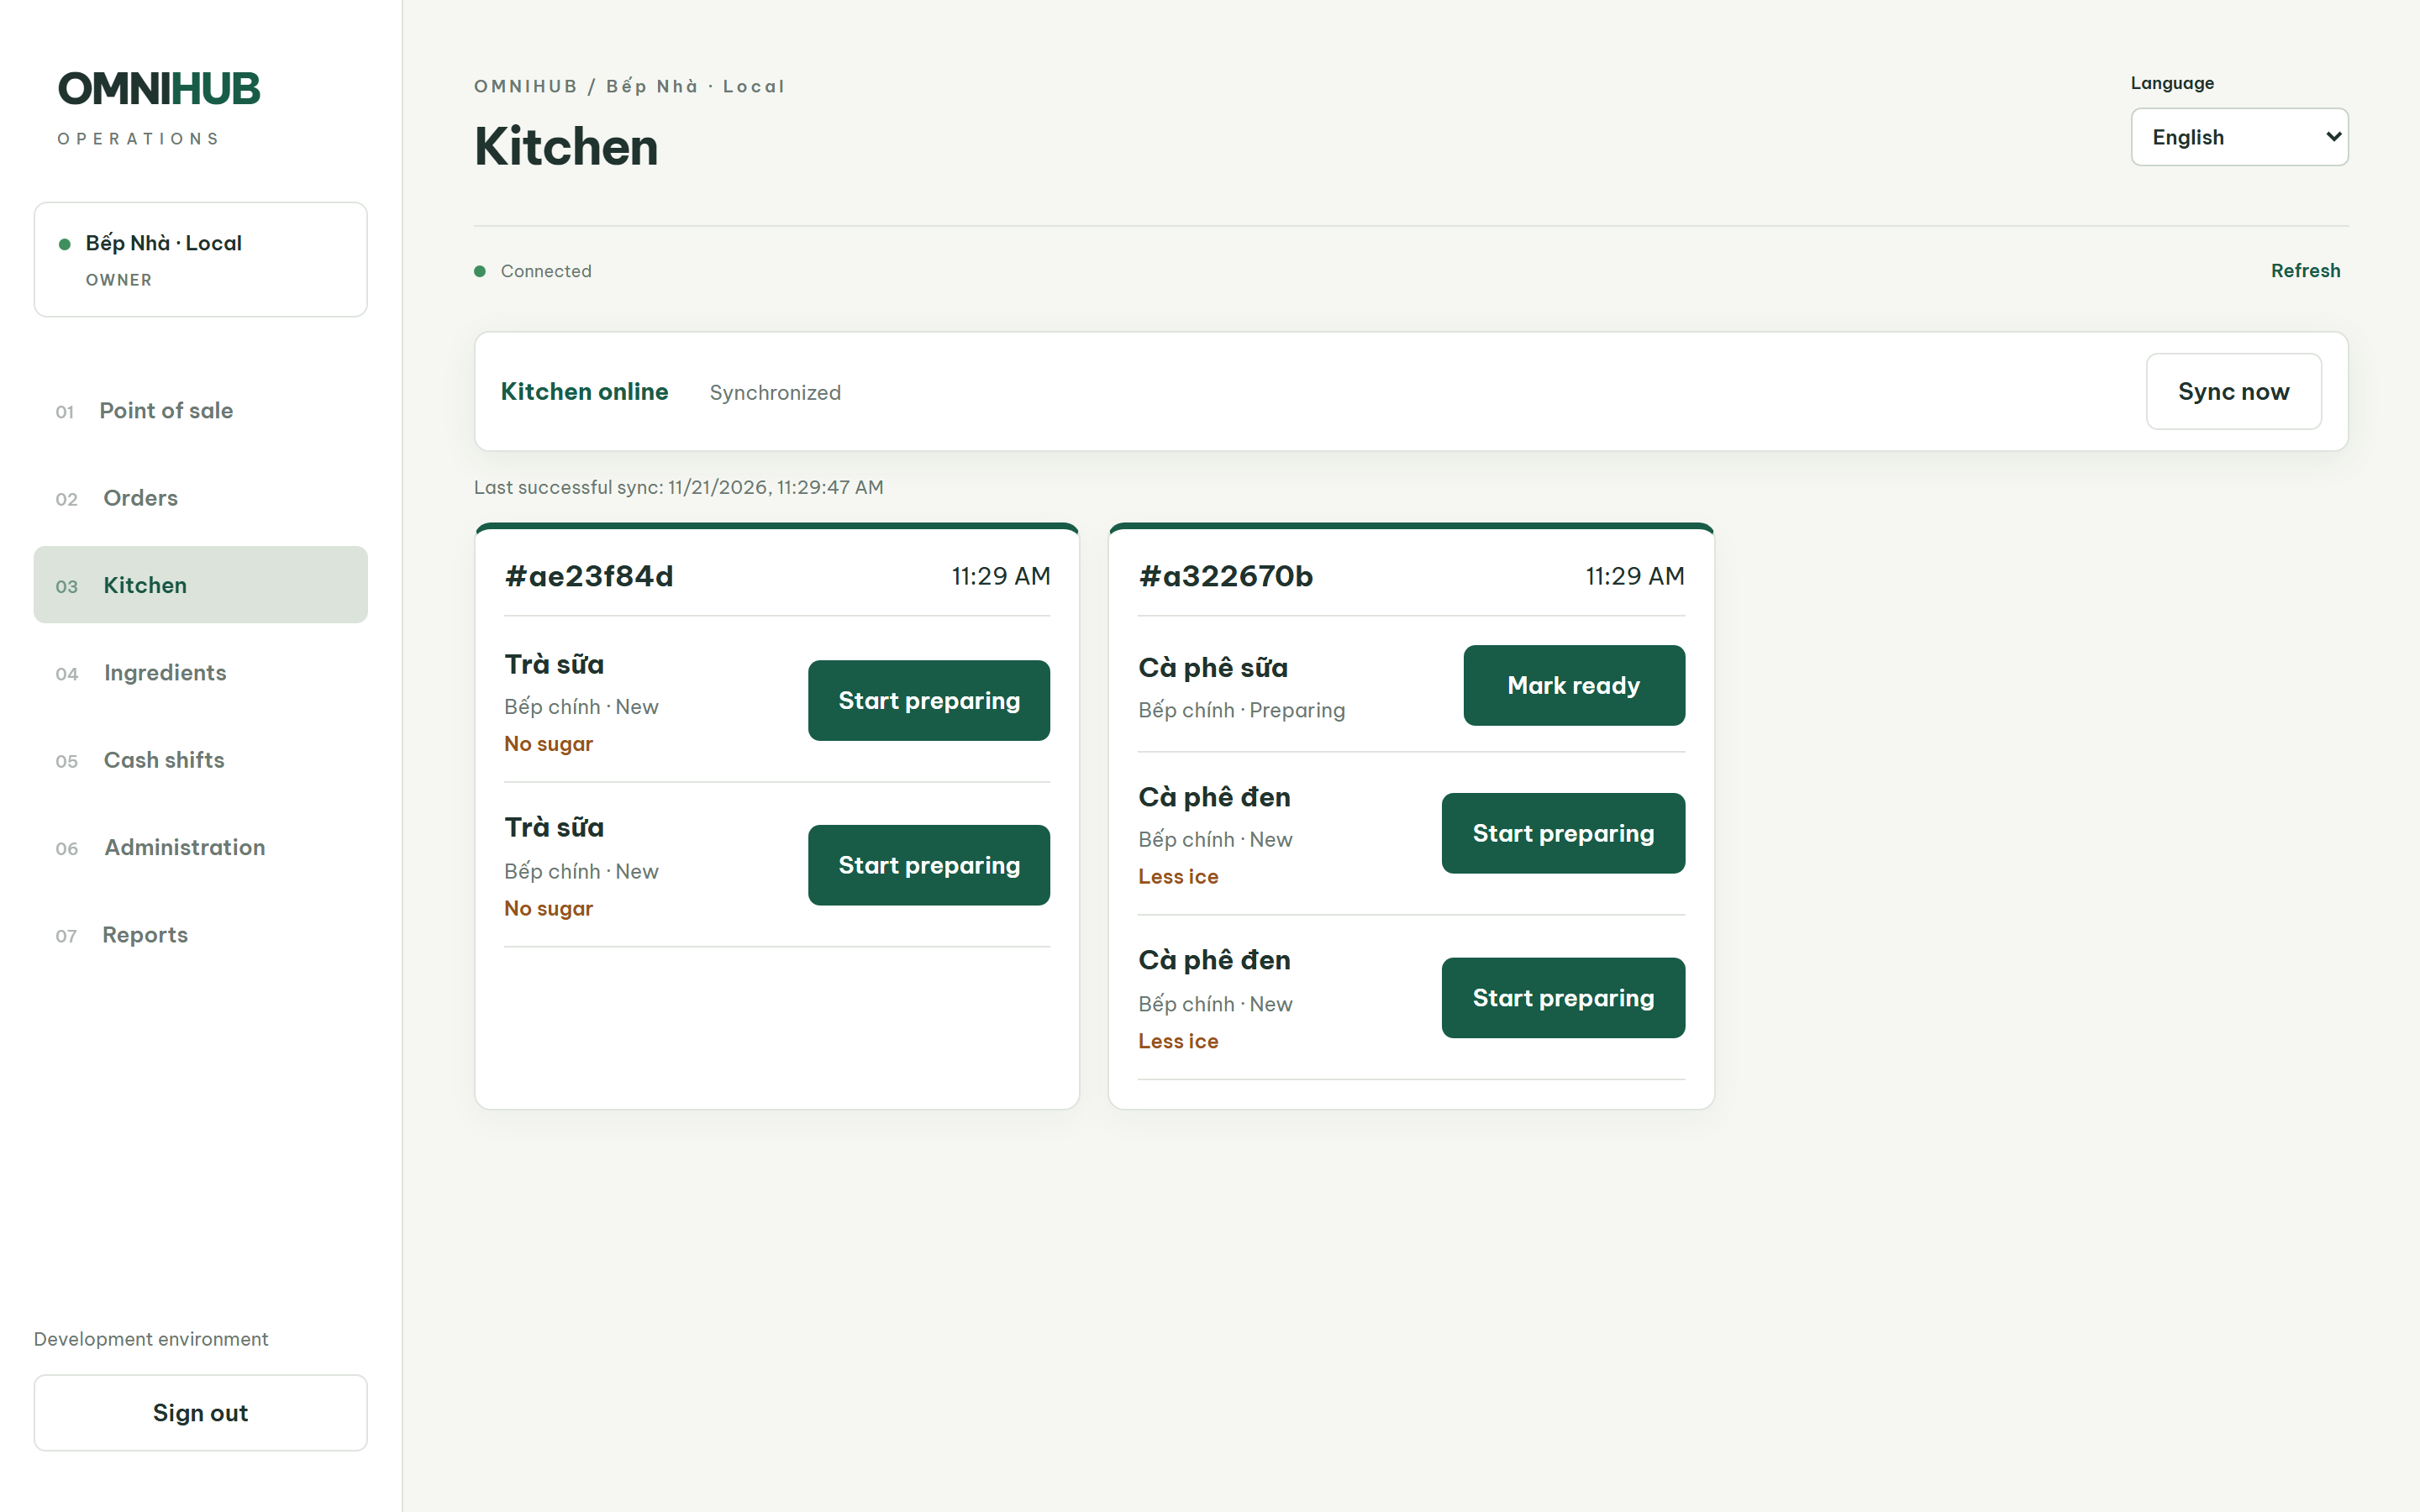 OMNIHUB
OPERATIONS
Bếp Nhà · Local
OWNER
01 Point of sale
02 Orders
03 Kitchen
04 Ingredients
05 Cash shifts
06 Administration
07 Reports
Development environment
Sign out
OMNIHUB / Bếp Nhà · Local
Kitchen
Language
English
Connected
Refresh
Kitchen online Synchronized
Sync now
Last successful sync: 11/21/2026, 11:29:47 AM
#ae23f84d 11:29 AM
Trà sữa
Bếp chính · New
No sugar
Start preparing
Trà sữa
Bếp chính · New
No sugar
Start preparing
#a322670b 11:29 AM
Cà phê sữa
Bếp chính · Preparing
Mark ready
Cà phê đen
Bếp chính · New
Less ice
Start preparing
Cà phê đen
Bếp chính · New
Less ice
Start preparing